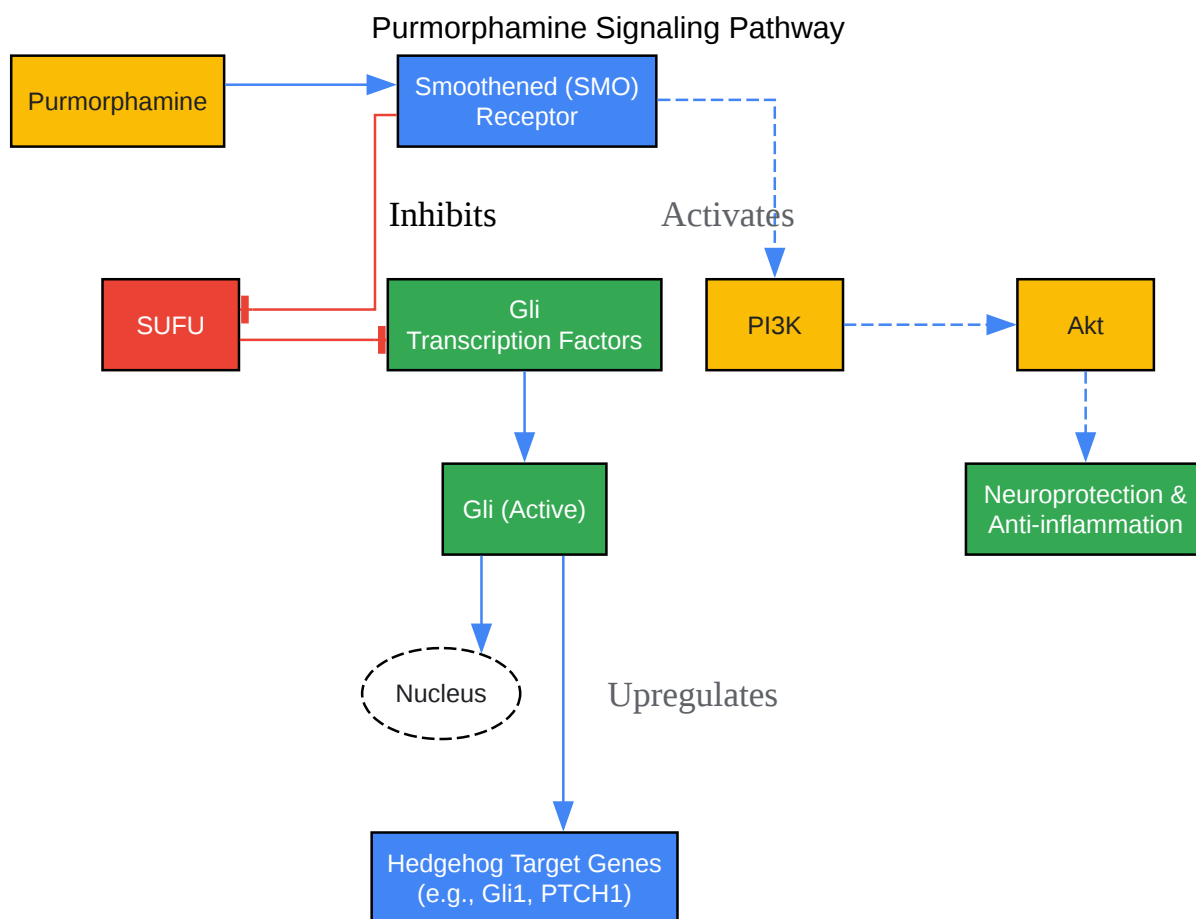 Purmorphamine Signaling Pathway
Purmorphamine
Smoothened (SMO)
Receptor
Inhibits
Activates
SUFU
Gli
Transcription Factors
PI3K
Akt
Gli (Active)
Neuroprotection &
Anti-inflammation
Nucleus
Upregulates
Hedgehog Target Genes
(e.g., Gli1, PTCH1)